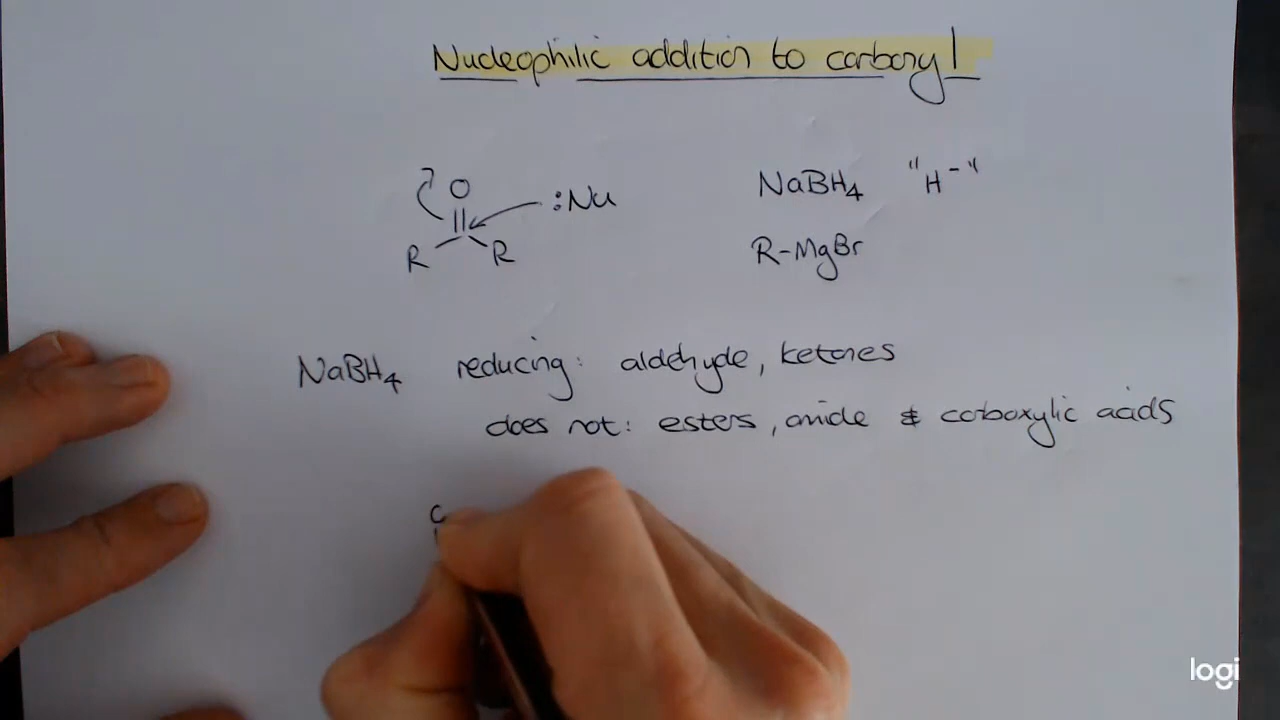 Nucleophilic addition to carbonyl
O :Nu NaBH4 "H-"
R R R-MgBr
NaBH4 reducing: aldehyde, ketones
does not: esters, amide & carboxylic acids
logi